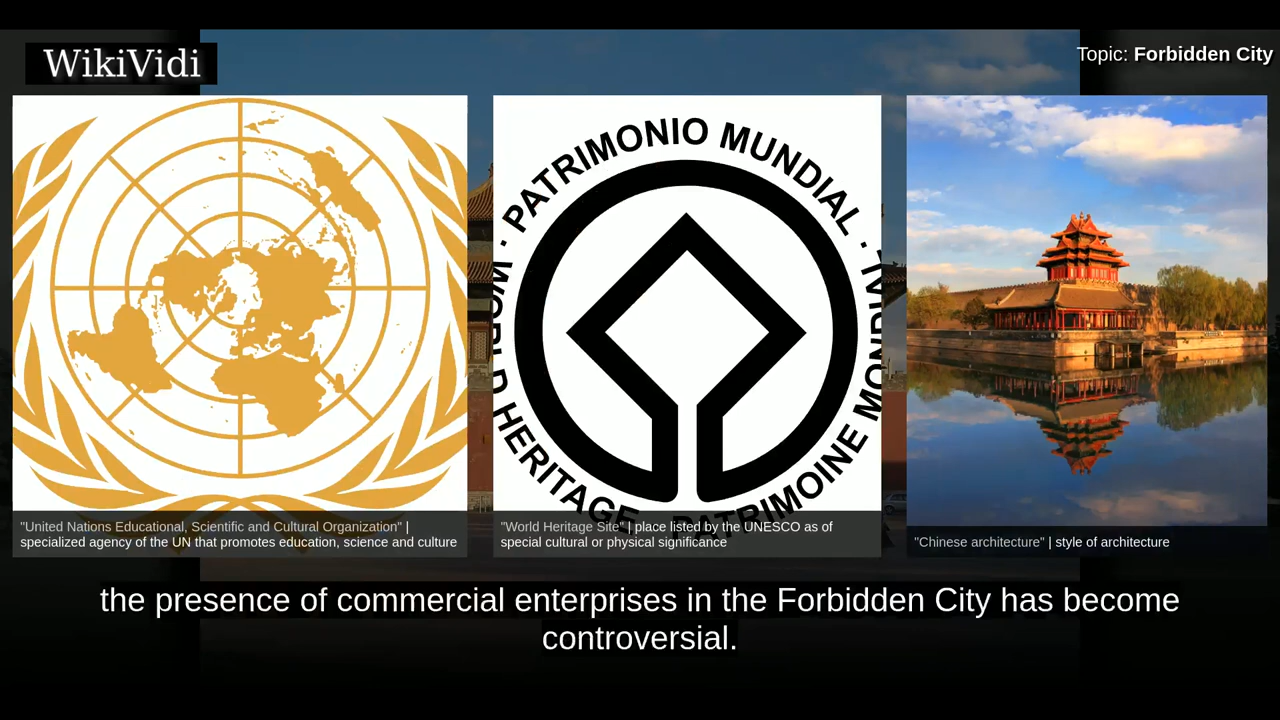 WikiVidi
Topic: Forbidden City
· PATRIMONIO MUNDIAL ·
WORLD HERITAGE
PATRIMOINE MONDIAL
"United Nations Educational, Scientific and Cultural Organization" |
specialized agency of the UN that promotes education, science and culture
"World Heritage Site" | place listed by the UNESCO as of
special cultural or physical significance
"Chinese architecture" | style of architecture
the presence of commercial enterprises in the Forbidden City has become
controversial.